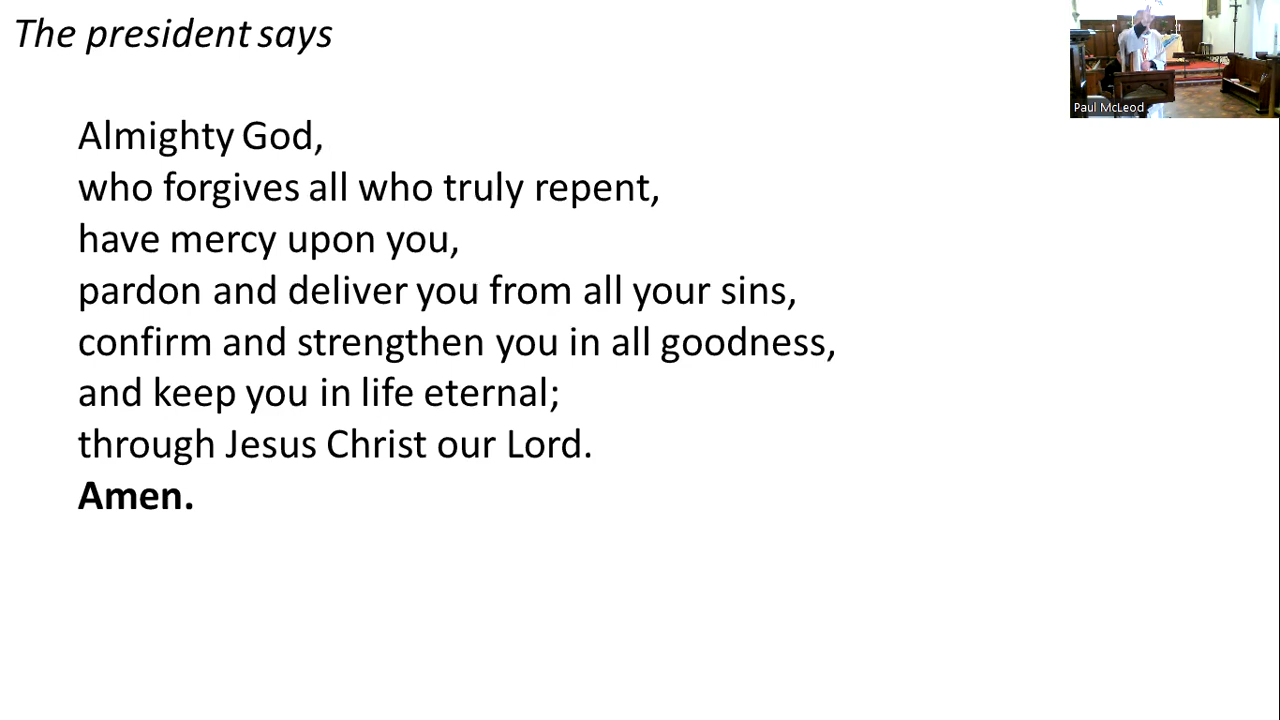 The president says
Almighty God,
who forgives all who truly repent,
have mercy upon you,
pardon and deliver you from all your sins,
confirm and strengthen you in all goodness,
and keep you in life eternal;
through Jesus Christ our Lord.
Amen.
Paul McLeod